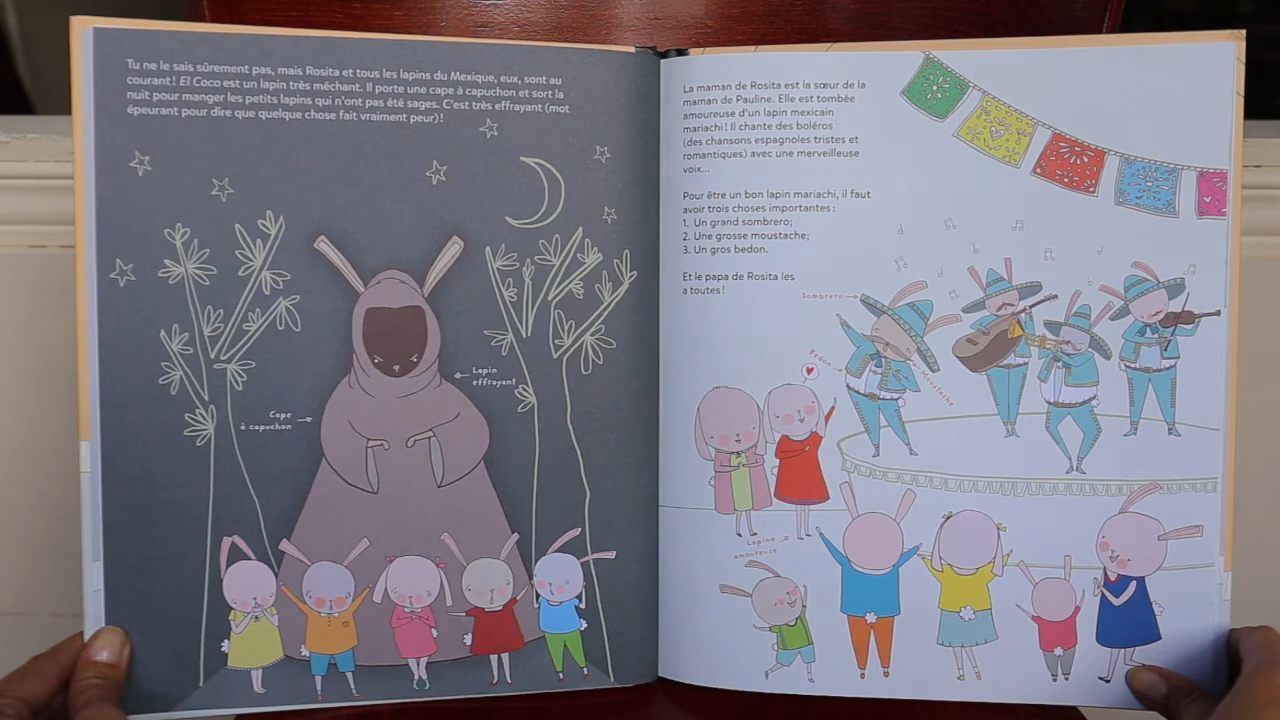 Tu ne le sais sûrement pas, mais Rosita et tous les lapins du Mexique, eux, sont au
courant! El Coco est un lapin très méchant. Il porte une cape à capuchon et sort la
nuit pour manger les petits lapins qui n'ont pas été sages. C'est très effrayant (mot
épeurant pour dire que quelque chose fait vraiment peur)!
Lapin
effrayant
Cape
à capuchon
La maman de Rosita est la sœur de la
maman de Pauline. Elle est tombée
amoureuse d'un lapin mexicain
mariachi! Il chante des boléros
(des chansons espagnoles tristes et
romantiques) avec une merveilleuse
voix...
Pour être un bon lapin mariachi, il faut
avoir trois choses importantes:
1. Un grand sombrero;
2. Une grosse moustache;
3. Un gros bedon.
Et le papa de Rosita les
a toutes!
Sombrero
Bedon
Moustache
Lapine
amoureuse